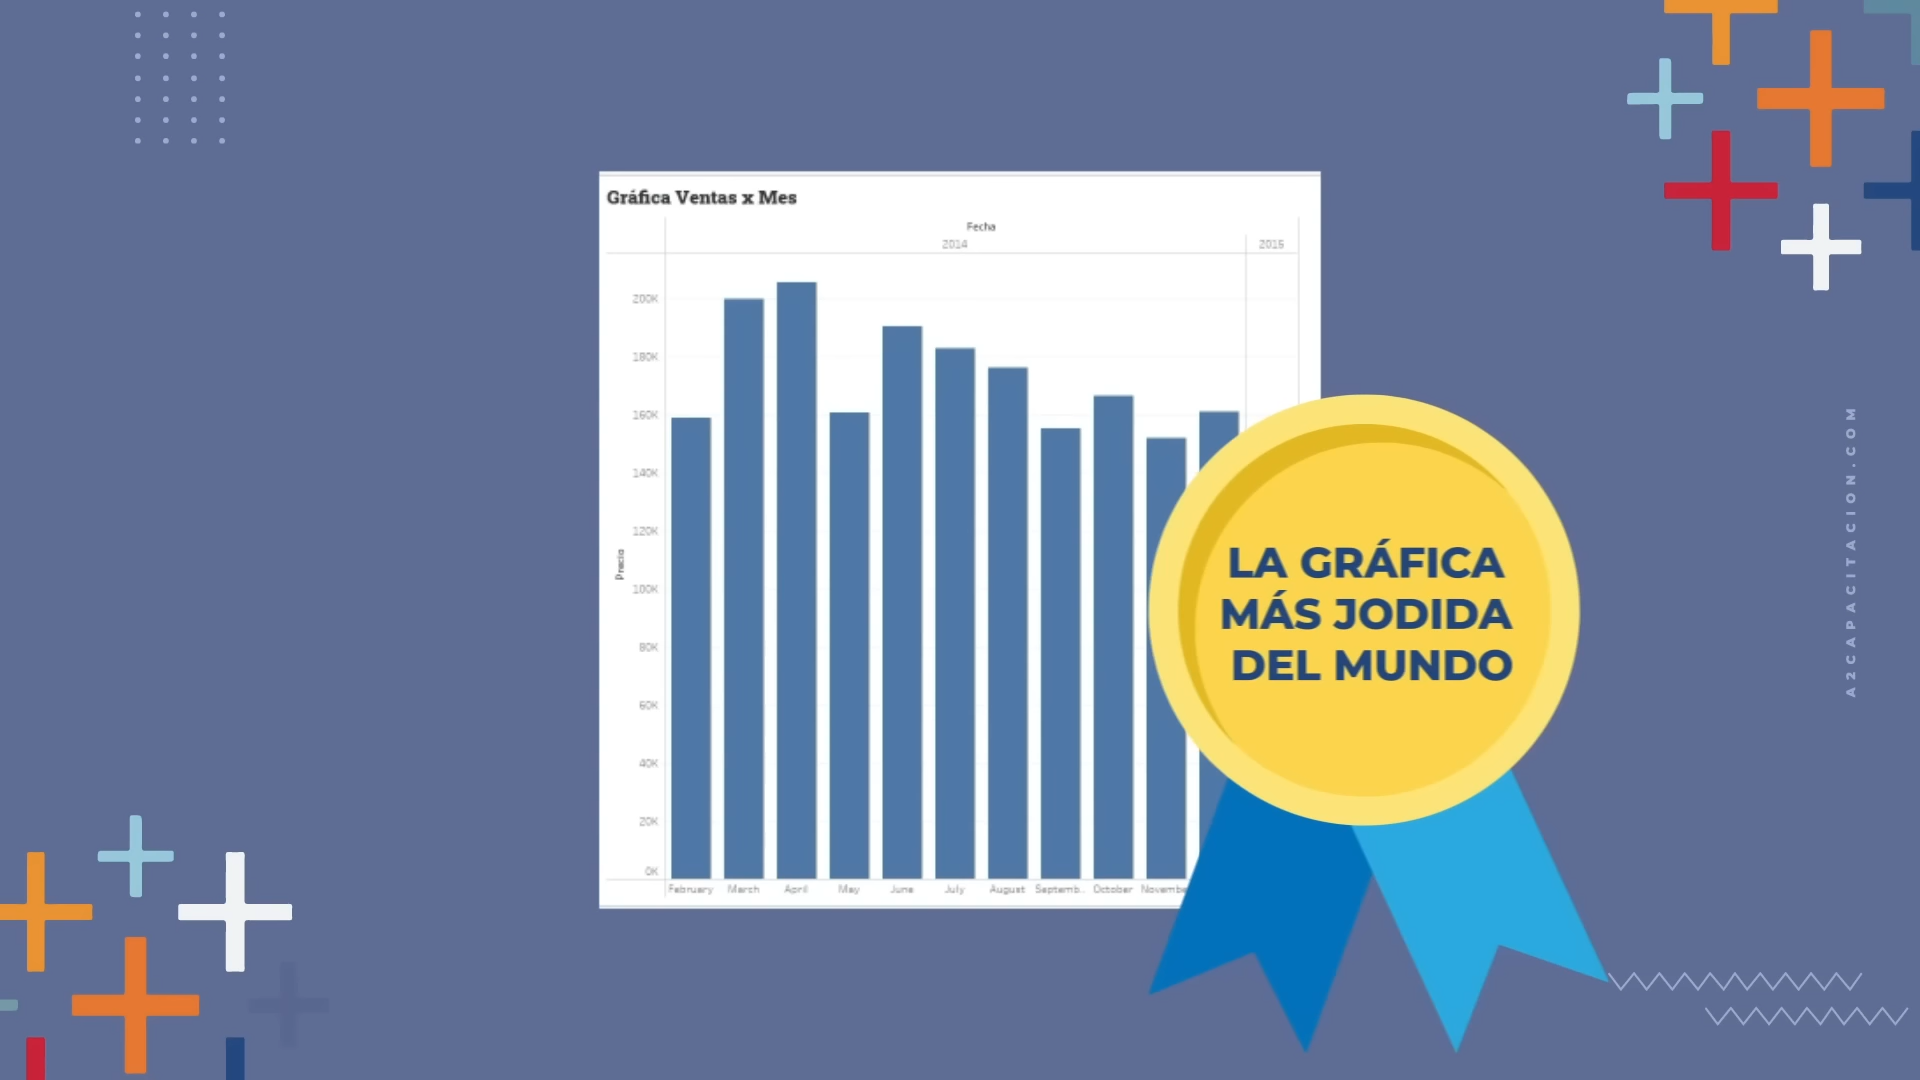 Gráfica Ventas x Mes
Fecha
2014
2015
200K
180K
160K
140K
120K
100K
80K
60K
40K
20K
0K
Precio
February March April May June July August Septemb.. October Novembe
LA GRÁFICA
MÁS JODIDA
DEL MUNDO
A2CAPACITACION.COM